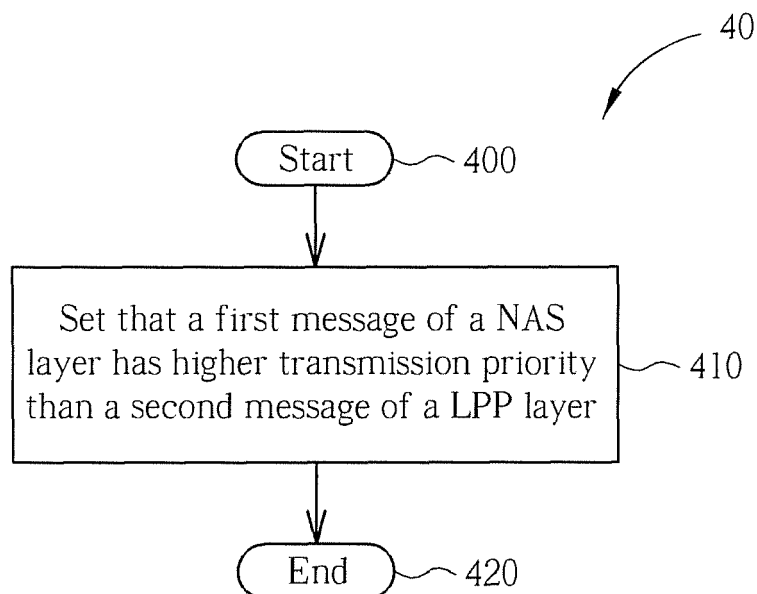 40
Start
400
Set that a first message of a NAS
layer has higher transmission priority
than a second message of a LPP layer
410
End
420